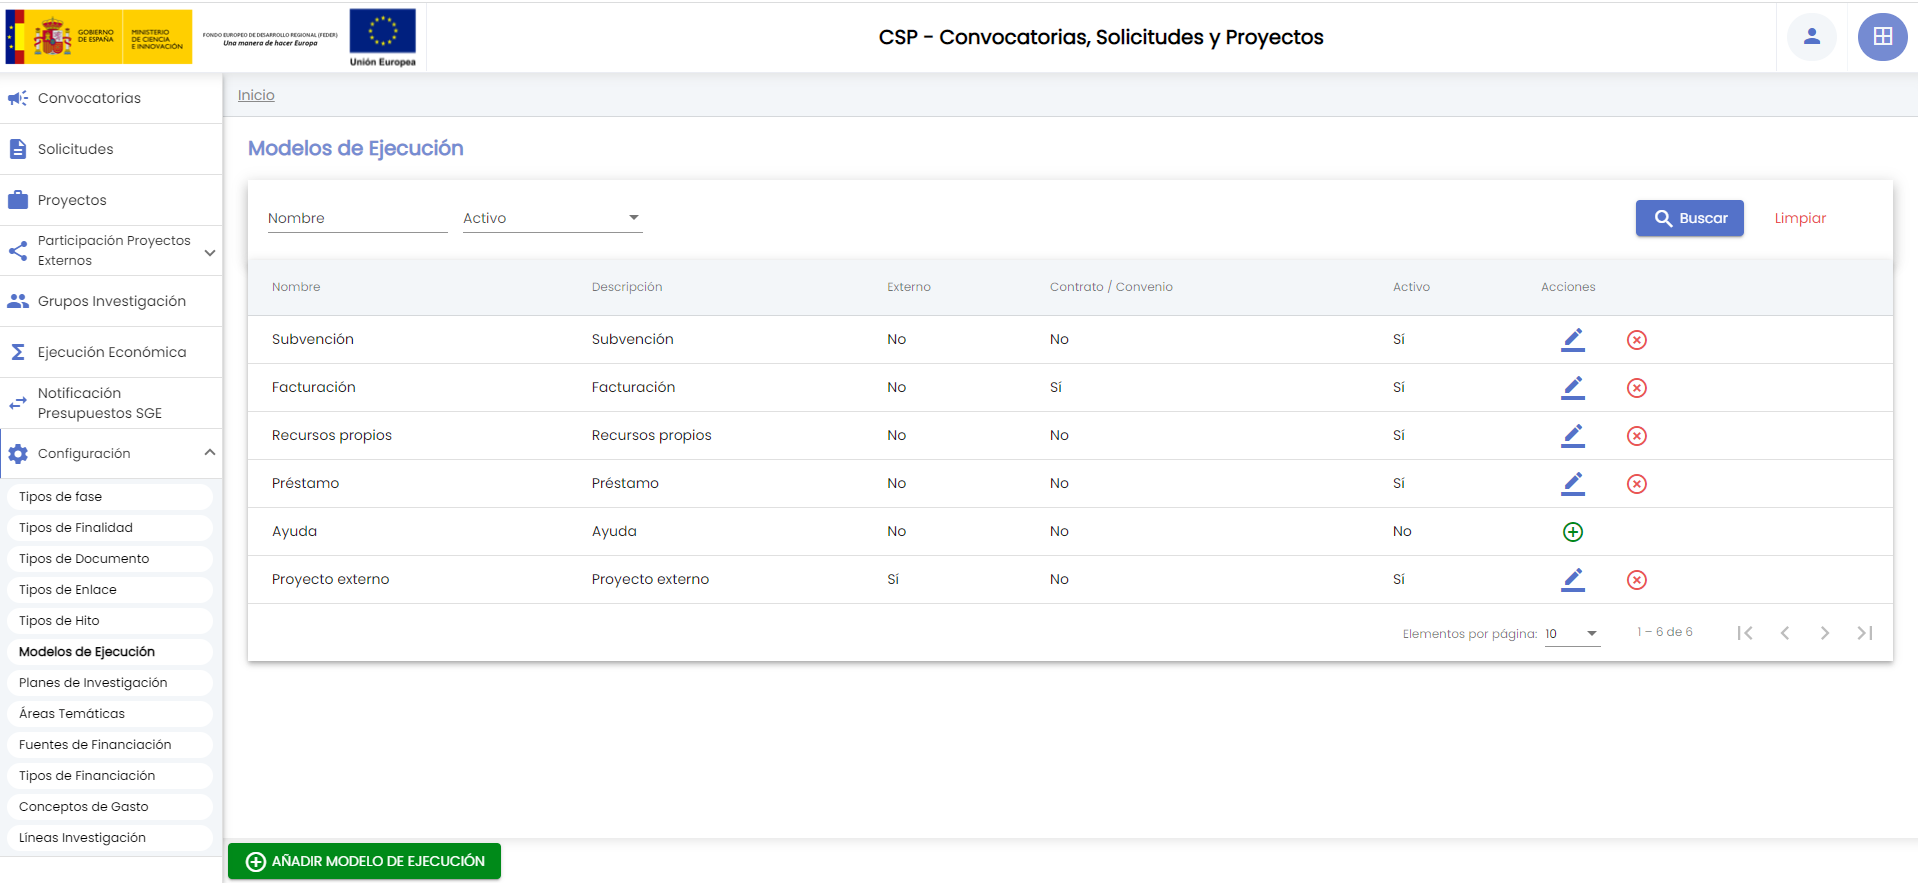 GOBIERNO
DE ESPAÑA
MINISTERIO
DE CIENCIA
E INNOVACIÓN
FONDO EUROPEO DE DESARROLLO REGIONAL (FEDER)
Una manera de hacer Europa
Unión Europea
CSP - Convocatorias, Solicitudes y Proyectos
Convocatorias
Solicitudes
Proyectos
Participación Proyectos
Externos
Grupos Investigación
Ejecución Económica
Notificación
Presupuestos SGE
Configuración
Tipos de fase
Tipos de Finalidad
Tipos de Documento
Tipos de Enlace
Tipos de Hito
Modelos de Ejecución
Planes de Investigación
Áreas Temáticas
Fuentes de Financiación
Tipos de Financiación
Conceptos de Gasto
Líneas Investigación
Inicio
Modelos de Ejecución
Nombre Activo Buscar Limpiar
Nombre Descripción Externo Contrato / Convenio Activo Acciones
Subvención Subvención No No Sí
Facturación Facturación No Sí Sí
Recursos propios Recursos propios No No Sí
Préstamo Préstamo No No Sí
Ayuda Ayuda No No No
Proyecto externo Proyecto externo Sí No Sí
Elementos por página: 10 1 – 6 de 6
AÑADIR MODELO DE EJECUCIÓN